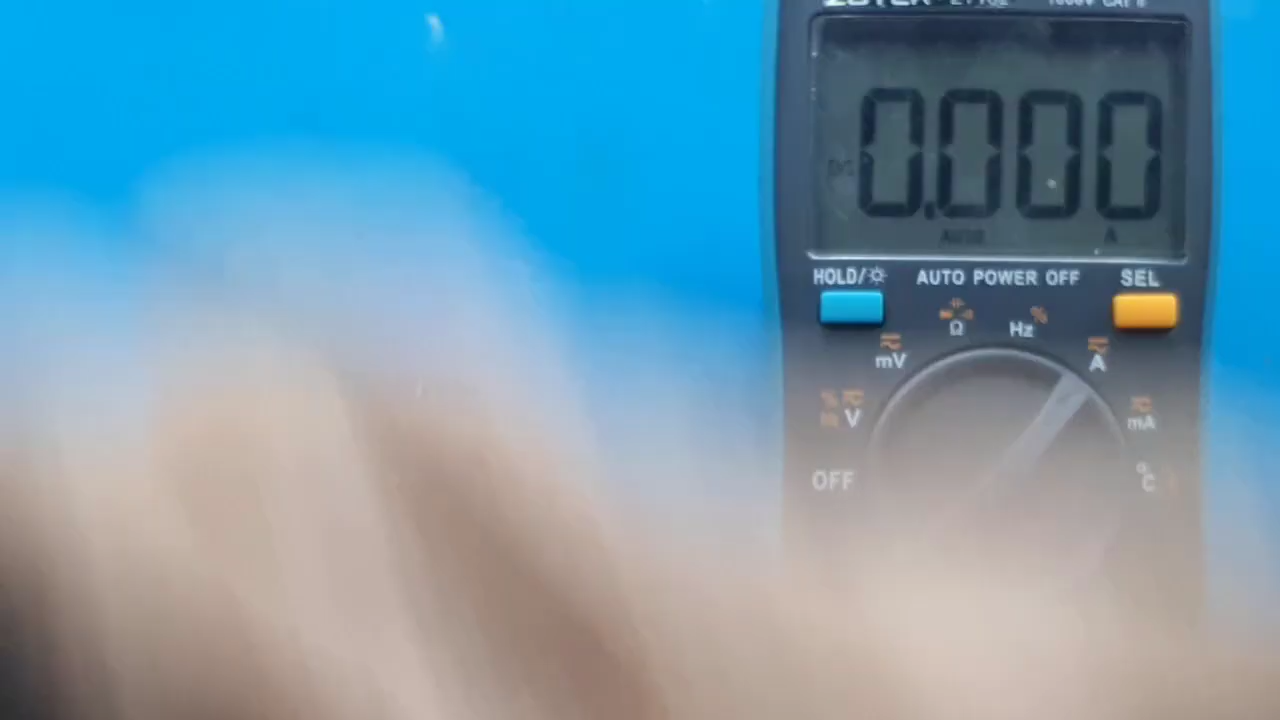 0.000
A
HOLD/ AUTO POWER OFF SEL
Ω
Hz
%
mV
A
V
mA
OFF
°C